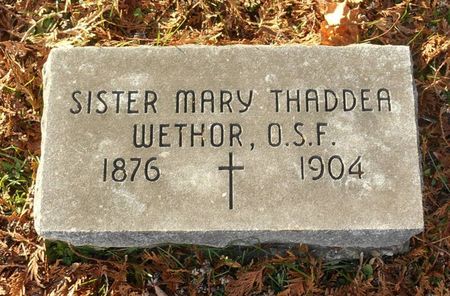 SISTER MARY THADDEA
WETHOR, O.S.F.
1876 1904